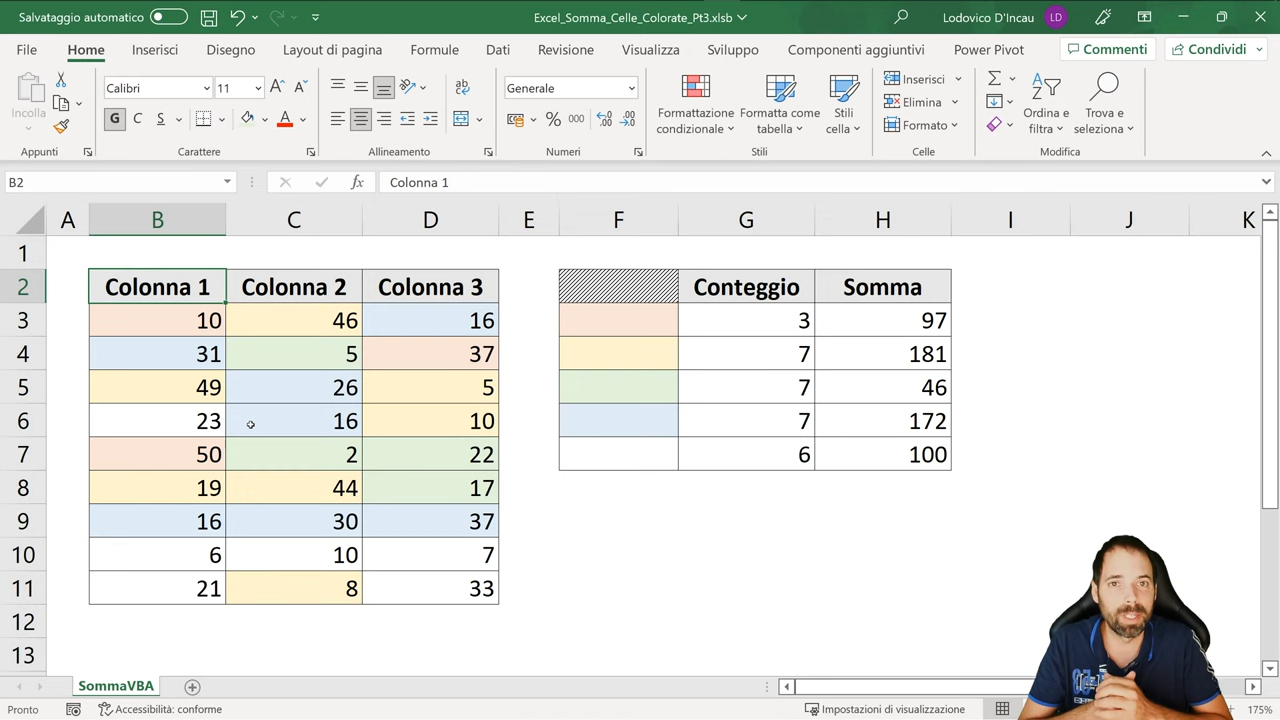 Salvataggio automatico
Excel_Somma_Celle_Colorate_Pt3.xlsb
Lodovico D'Incau LD
File Home Inserisci Disegno Layout di pagina Formule Dati Revisione Visualizza Sviluppo Componenti aggiuntivi Power Pivot Commenti Condividi
Incolla
Appunti
Calibri 11
G C S A
Carattere
ab
Allineamento
Generale
% 000
Numeri
Formattazione condizionale
Formatta come tabella
Stili cella
Stili
Inserisci
Elimina
Formato
Celle
Ordina e filtro
Trova e seleziona
Modifica
B2 fx Colonna 1
A B C D E F G H I J K
1
2 Colonna 1 Colonna 2 Colonna 3 Conteggio Somma
3 10 46 16 3 97
4 31 5 37 7 181
5 49 26 5 7 46
6 23 16 10 7 172
7 50 2 22 6 100
8 19 44 17
9 16 30 37
10 6 10 7
11 21 8 33
12
13
SommaVBA
Pronto Accessibilità: conforme Impostazioni di visualizzazione 175%